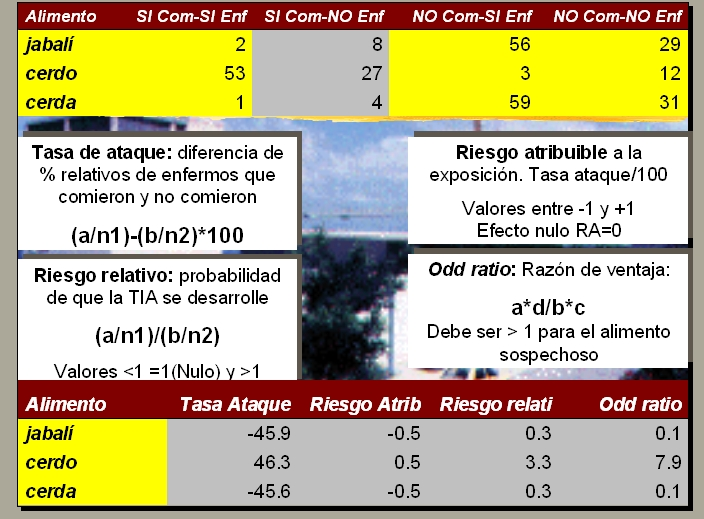 Alimento SI Com-SI Enf SI Com-NO Enf NO Com-SI Enf NO Com-NO Enf
jabalí 2 8 56 29
cerdo 53 27 3 12
cerda 1 4 59 31
Tasa de ataque: diferencia de
% relativos de enfermos que
comieron y no comieron
(a/n1)-(b/n2)*100
Riesgo atribuible a la
exposición. Tasa ataque/100
Valores entre -1 y +1
Efecto nulo RA=0
Riesgo relativo: probabilidad
de que la TIA se desarrolle
(a/n1)/(b/n2)
Valores <1 =1(Nulo) y >1
Odd ratio: Razón de ventaja:
a*d/b*c
Debe ser > 1 para el alimento
sospechoso
Alimento Tasa Ataque Riesgo Atrib Riesgo relati Odd ratio
jabalí -45.9 -0.5 0.3 0.1
cerdo 46.3 0.5 3.3 7.9
cerda -45.6 -0.5 0.3 0.1